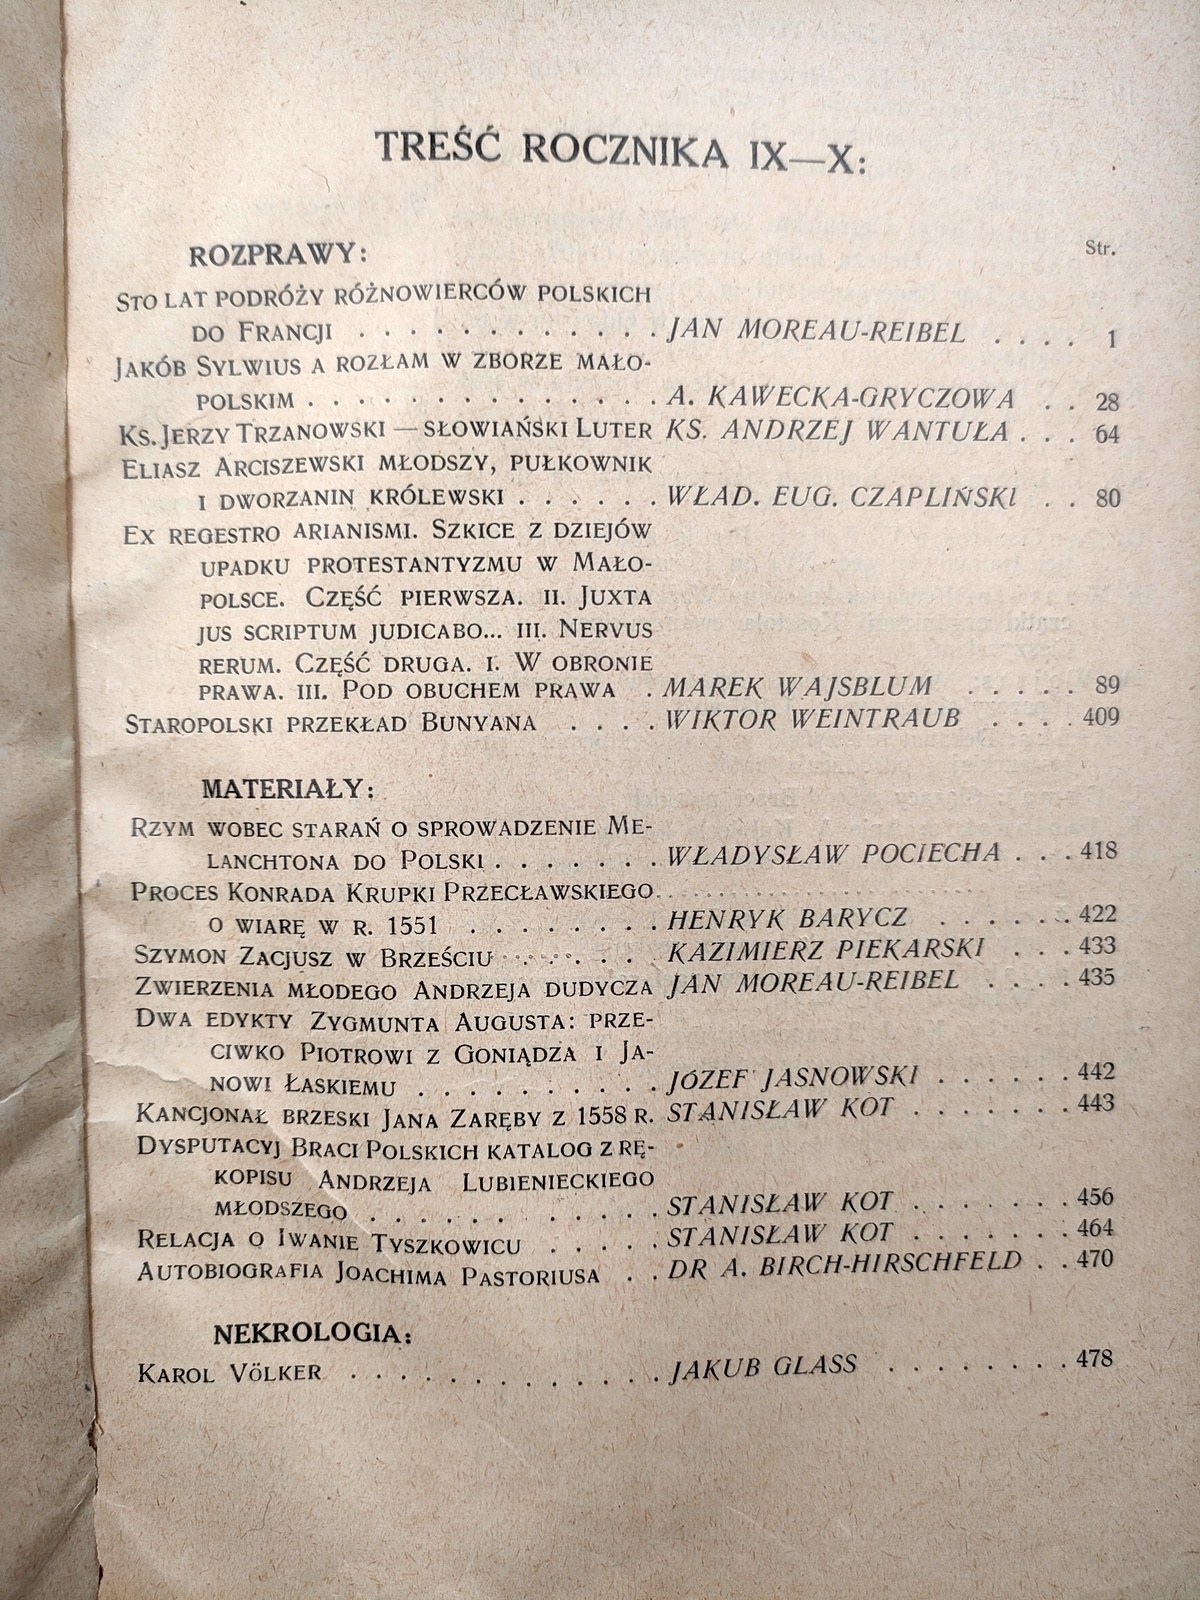 TREŚĆ ROCZNIKA IX—X:
ROZPRAWY: Str.
STO LAT PODRÓŻY RÓŻNOWIERCÓW POLSKICH
DO FRANCJI . . . . . . . . . . . . JAN MOREAU-REIBEL . . . . 1
JAKÓB SYLWIUS A ROZŁAM W ZBORZE MAŁO-
POLSKIM . . . . . . . . . . . . . . A. KAWECKA-GRYCZOWA . . 28
KS. JERZY TRZANOWSKI — SŁOWIAŃSKI LUTER KS. ANDRZEJ WANTUŁA . . . 64
ELIASZ ARCISZEWSKI MŁODSZY, PUŁKOWNIK
I DWORZANIN KRÓLEWSKI . . . . . . WŁAD. EUG. CZAPLIŃSKI . . 80
EX REGESTRO ARIANISMI. SZKICE Z DZIEJÓW
UPADKU PROTESTANTYZMU W MAŁO-
POLSCE. CZĘŚĆ PIERWSZA. II. JUXTA
JUS SCRIPTUM JUDICABO... III. NERVUS
RERUM. CZĘŚĆ DRUGA. I. W OBRONIE
PRAWA. III. POD OBUCHEM PRAWA . MAREK WAJSBLUM . . . . . 89
STAROPOLSKI PRZEKŁAD BUNYANA . . . . WIKTOR WEINTRAUB . . . . 409
MATERIAŁY:
RZYM WOBEC STARAŃ O SPROWADZENIE ME-
LANCHTONA DO POLSKI . . . . . . . WŁADYSŁAW POCIECHA . . . 418
PROCES KONRADA KRUPKI PRZECŁAWSKIEGO
O WIARĘ W R. 1551 . . . . . . . . HENRYK BARYCZ . . . . . . 422
SZYMON ZACJUSZ W BRZEŚCIU . . . . . . KAZIMIERZ PIEKARSKI . . . 433
ZWIERZENIA MŁODEGO ANDRZEJA DUDYCZA JAN MOREAU-REIBEL . . . . 435
DWA EDYKTY ZYGMUNTA AUGUSTA: PRZE-
CIWKO PIOTROWI Z GONIĄDZA I JA-
NOWI ŁASKIEMU . . . . . . . . . JÓZEF JASNOWSKI . . . . . . 442
KANCJONAŁ BRZESKI JANA ZARĘBY Z 1558 R. STANISŁAW KOT . . . . . . . 443
DYSPUTACYJ BRACI POLSKICH KATALOG Z RĘ-
KOPISU ANDRZEJA LUBIENIECKIEGO
MŁODSZEGO . . . . . . . . . . . STANISŁAW KOT . . . . . . . 456
RELACJA O IWANIE TYSZKOWICU . . . . . STANISŁAW KOT . . . . . . . 464
AUTOBIOGRAFIA JOACHIMA PASTORIUSA . . DR A. BIRCH-HIRSCHFELD . . 470
NEKROLOGIA:
KAROL VÖLKER . . . . . . . . . . . . . JAKUB GLASS . . . . . . . . 478